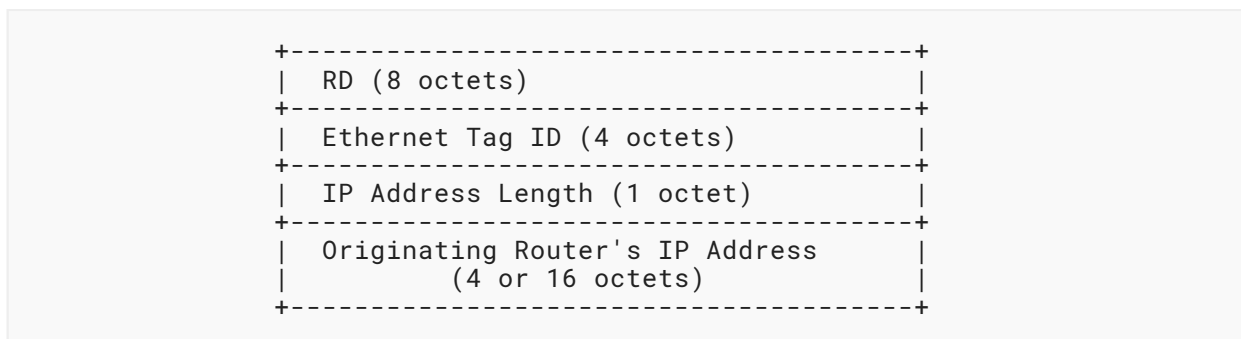 +---------------------------------------+
|  RD (8 octets)                        |
+---------------------------------------+
|  Ethernet Tag ID (4 octets)           |
+---------------------------------------+
|  IP Address Length (1 octet)          |
+---------------------------------------+
|  Originating Router's IP Address      |
|          (4 or 16 octets)             |
+---------------------------------------+